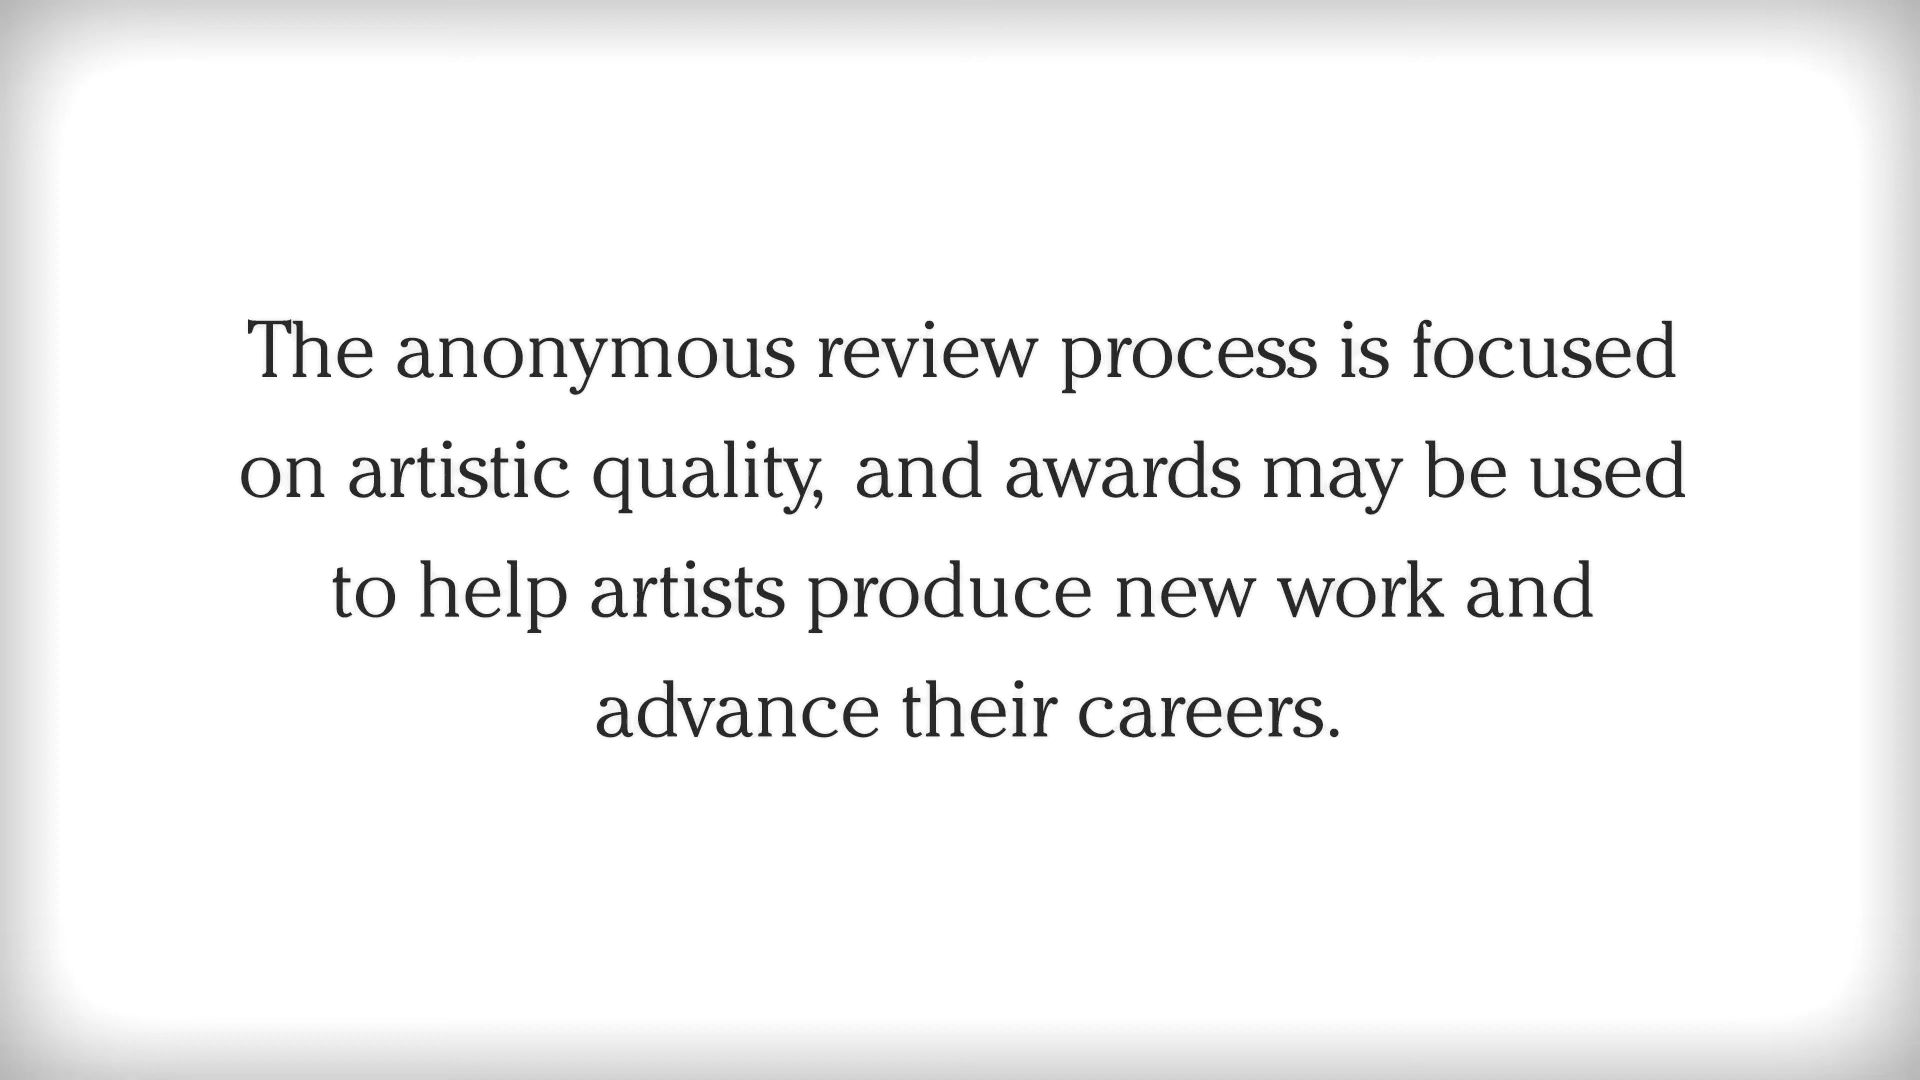 The anonymous review process is focused
on artistic quality, and awards may be used
to help artists produce new work and
advance their careers.